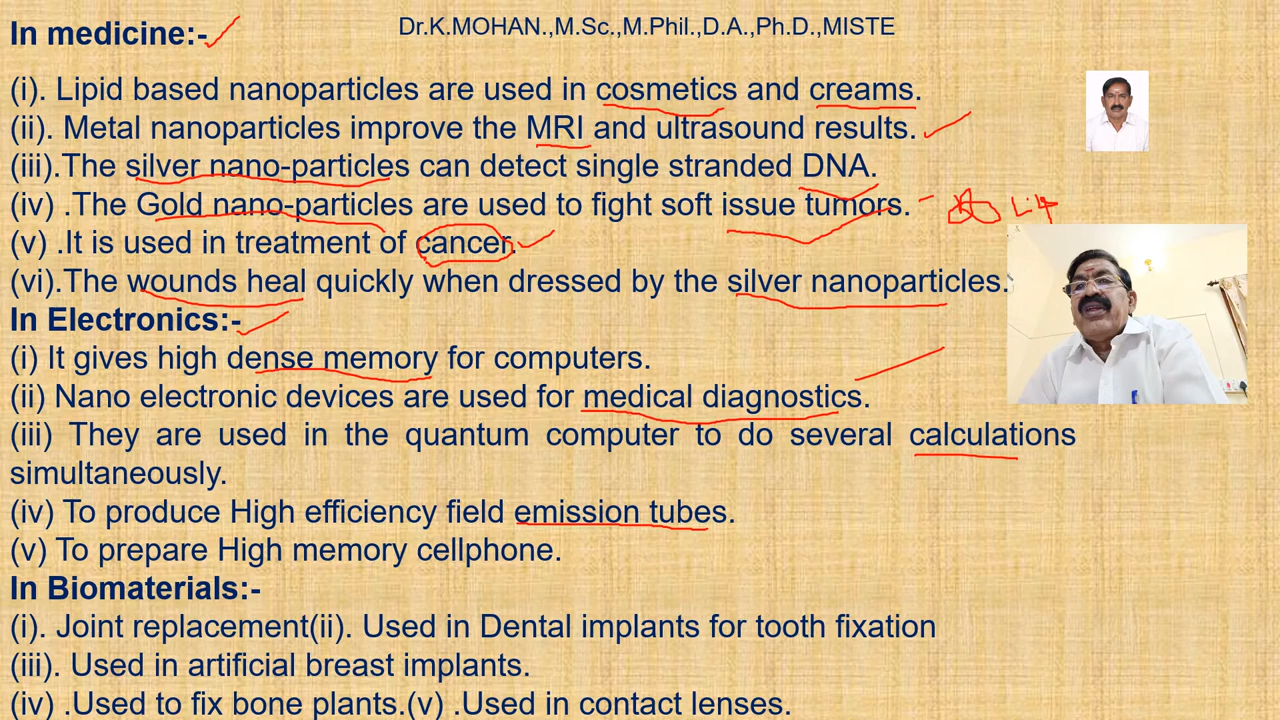 Dr.K.MOHAN.,M.Sc.,M.Phil.,D.A.,Ph.D.,MISTE
In medicine:-
(i). Lipid based nanoparticles are used in cosmetics and creams.
(ii). Metal nanoparticles improve the MRI and ultrasound results.
(iii).The silver nano-particles can detect single stranded DNA.
(iv) .The Gold nano-particles are used to fight soft issue tumors.
(v) .It is used in treatment of cancer.
(vi).The wounds heal quickly when dressed by the silver nanoparticles.
In Electronics:-
(i) It gives high dense memory for computers.
(ii) Nano electronic devices are used for medical diagnostics.
(iii) They are used in the quantum computer to do several calculations
simultaneously.
(iv) To produce High efficiency field emission tubes.
(v) To prepare High memory cellphone.
In Biomaterials:-
(i). Joint replacement(ii). Used in Dental implants for tooth fixation
(iii). Used in artificial breast implants.
(iv) .Used to fix bone plants.(v) .Used in contact lenses.